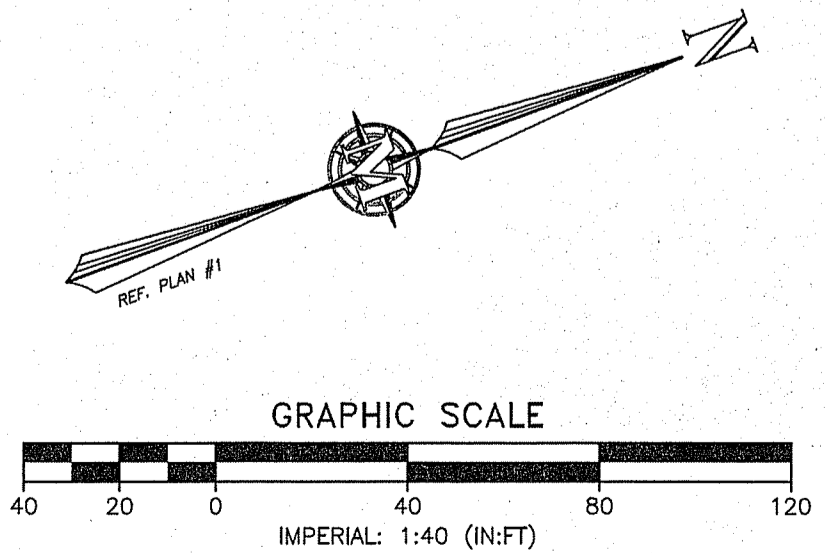 N
REF. PLAN #1
GRAPHIC SCALE
40 20 0 40 80 120
IMPERIAL: 1:40 (IN:FT)